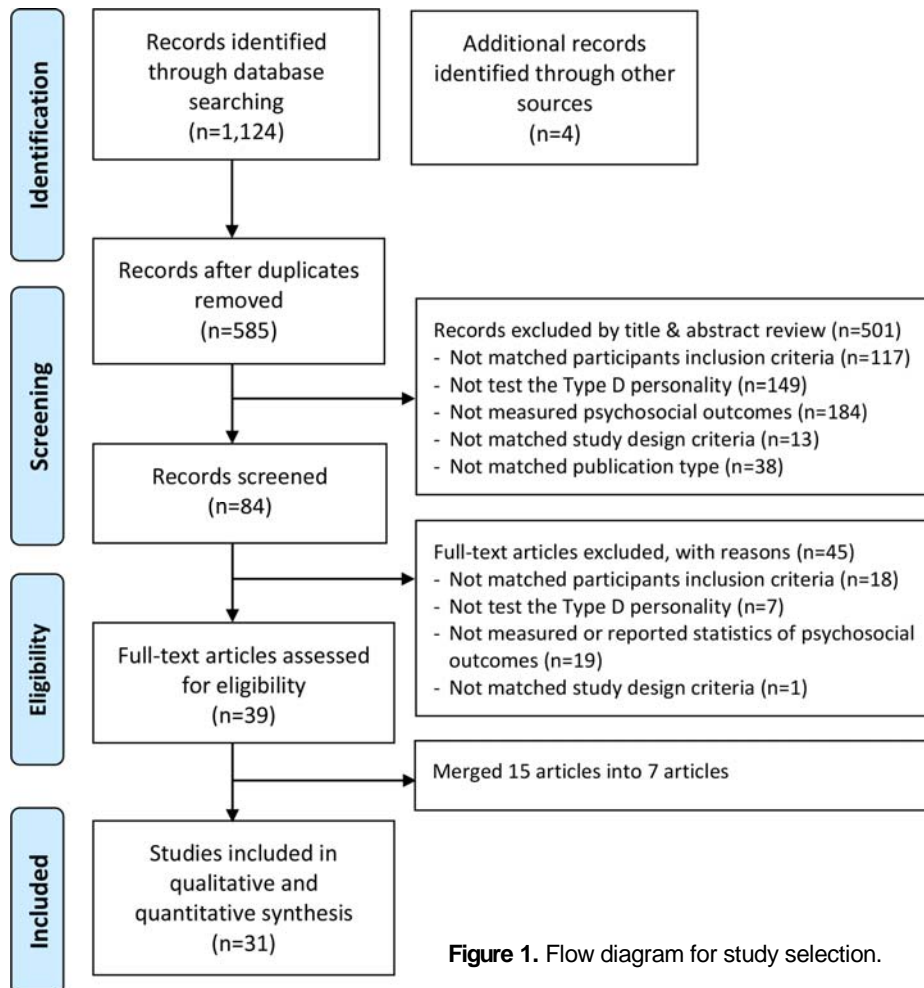 Identification
Records identified
through database
searching
(n=1,124)
Additional records
identified through other
sources
(n=4)
Records after duplicates
removed
(n=585)
Screening
Records excluded by title & abstract review (n=501)
- Not matched participants inclusion criteria (n=117)
- Not test the Type D personality (n=149)
- Not measured psychosocial outcomes (n=184)
- Not matched study design criteria (n=13)
- Not matched publication type (n=38)
Records screened
(n=84)
Eligibility
Full-text articles excluded, with reasons (n=45)
- Not matched participants inclusion criteria (n=18)
- Not test the Type D personality (n=7)
- Not measured or reported statistics of psychosocial
outcomes (n=19)
- Not matched study design criteria (n=1)
Full-text articles assessed
for eligibility
(n=39)
Merged 15 articles into 7 articles
Included
Studies included in
qualitative and
quantitative synthesis
(n=31)
Figure 1. Flow diagram for study selection.